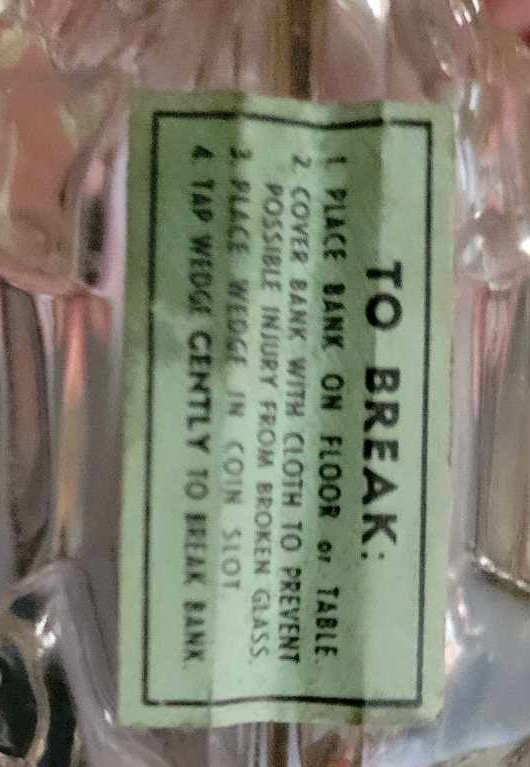 TO BREAK:
1 PLACE BANK ON FLOOR or TABLE.
2. COVER BANK WITH CLOTH TO PREVENT
POSSIBLE INJURY FROM BROKEN GLASS.
3 PLACE WEDGE IN COIN SLOT
4. TAP WEDGE GENTLY TO BREAK BANK.